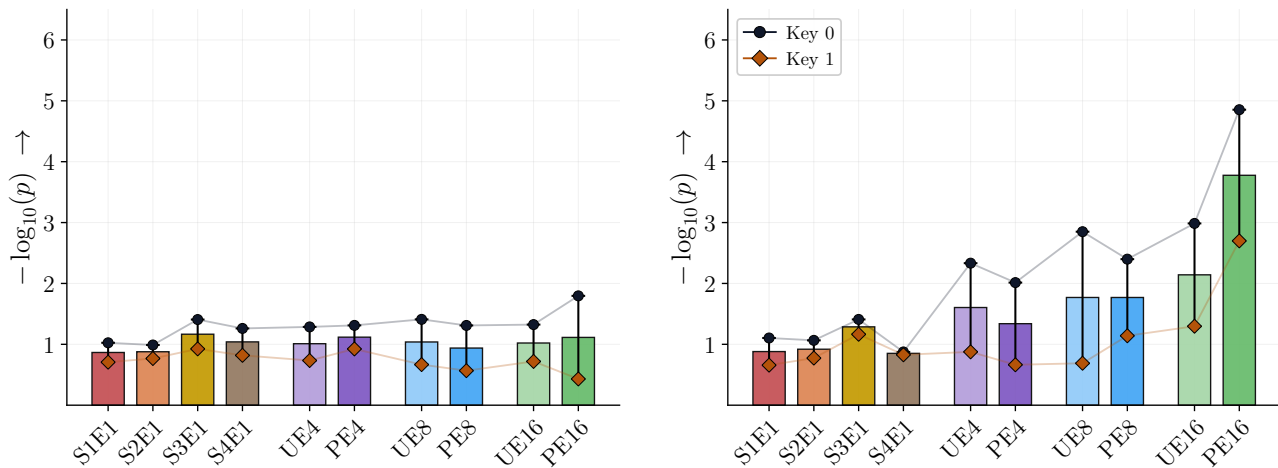 − log₁₀(p) →
6
5
4
3
2
1
S1E1 S2E1 S3E1 S4E1 UE4 PE4 UE8 PE8 UE16 PE16
− log₁₀(p) →
6
5
4
3
2
1
Key 0
Key 1
S1E1 S2E1 S3E1 S4E1 UE4 PE4 UE8 PE8 UE16 PE16